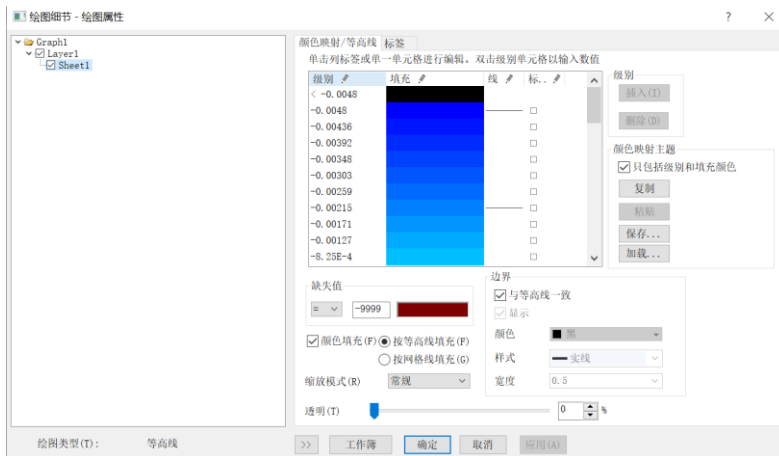 绘图细节 - 绘图属性
? ×
Graph1
Layer1
Sheet1
颜色映射/等高线 标签
单击列标签或单一单元格进行编辑。双击级别单元格以输入数值
级别 填充 线 标..
< -0.0048
-0.0048
-0.00436
-0.00392
-0.00348
-0.00303
-0.00259
-0.00215
-0.00171
-0.00127
-8.25E-4
级别
插入(I)
删除(D)
颜色映射主题
只包括级别和填充颜色
复制
粘贴
保存...
加载...
缺失值
= -9999
颜色填充(F) 按等高线填充(F)
按网格线填充(G)
缩放模式(R) 常规
边界
与等高线一致
显示
颜色 黑
样式 实线
宽度 0.5
透明(T) 0 %
绘图类型(T): 等高线
>> 工作簿 确定 取消 应用(A)